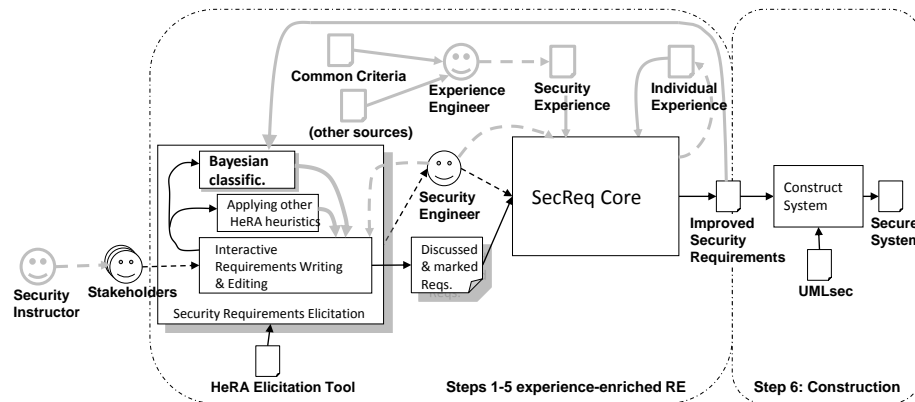 Common Criteria
Experience
Engineer
Security
Experience
Individual
Experience
(other sources)
Bayesian
classific.
Applying other
HeRA heuristics
Interactive
Requirements Writing
& Editing
Security Requirements Elicitation
Security
Engineer
SecReq Core
Discussed
& marked
Reqs.
Reqs.
Improved
Security
Requirements
Construct
System
Secure
System
UMLsec
Security
Instructor
Stakeholders
HeRA Elicitation Tool
Steps 1-5 experience-enriched RE
Step 6: Construction